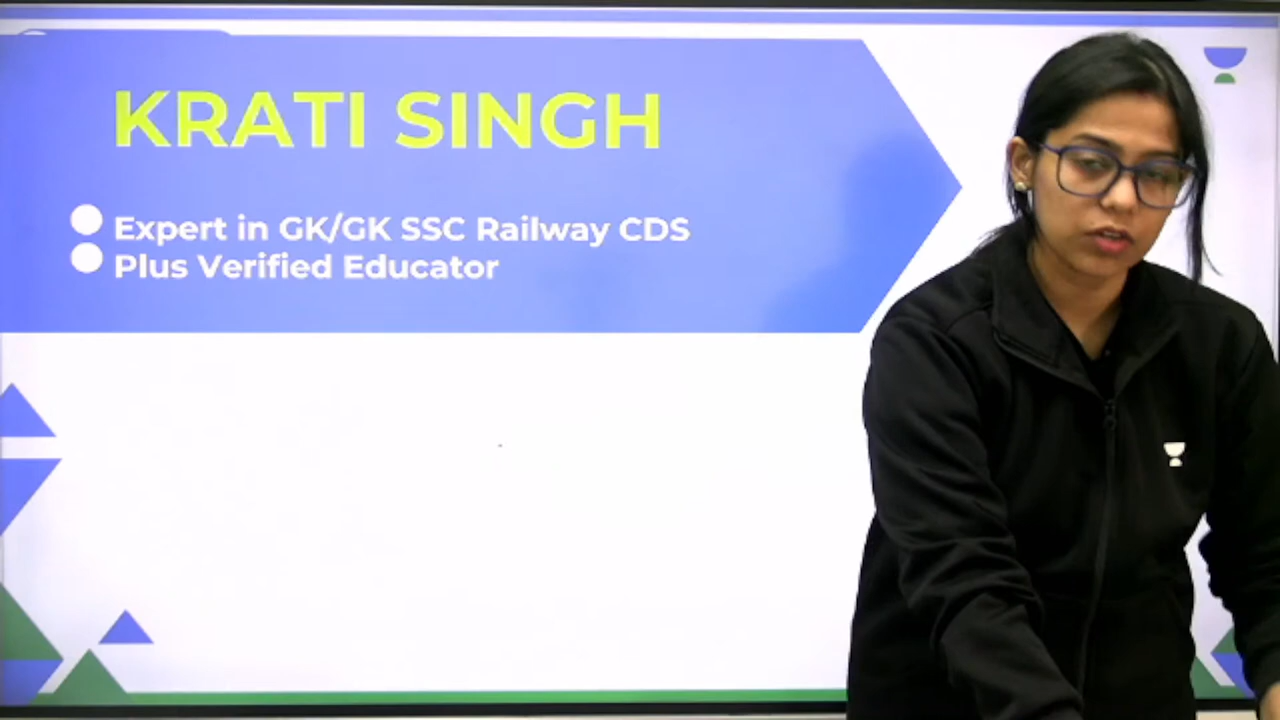 KRATI SINGH
Expert in GK/GK SSC Railway CDS
Plus Verified Educator